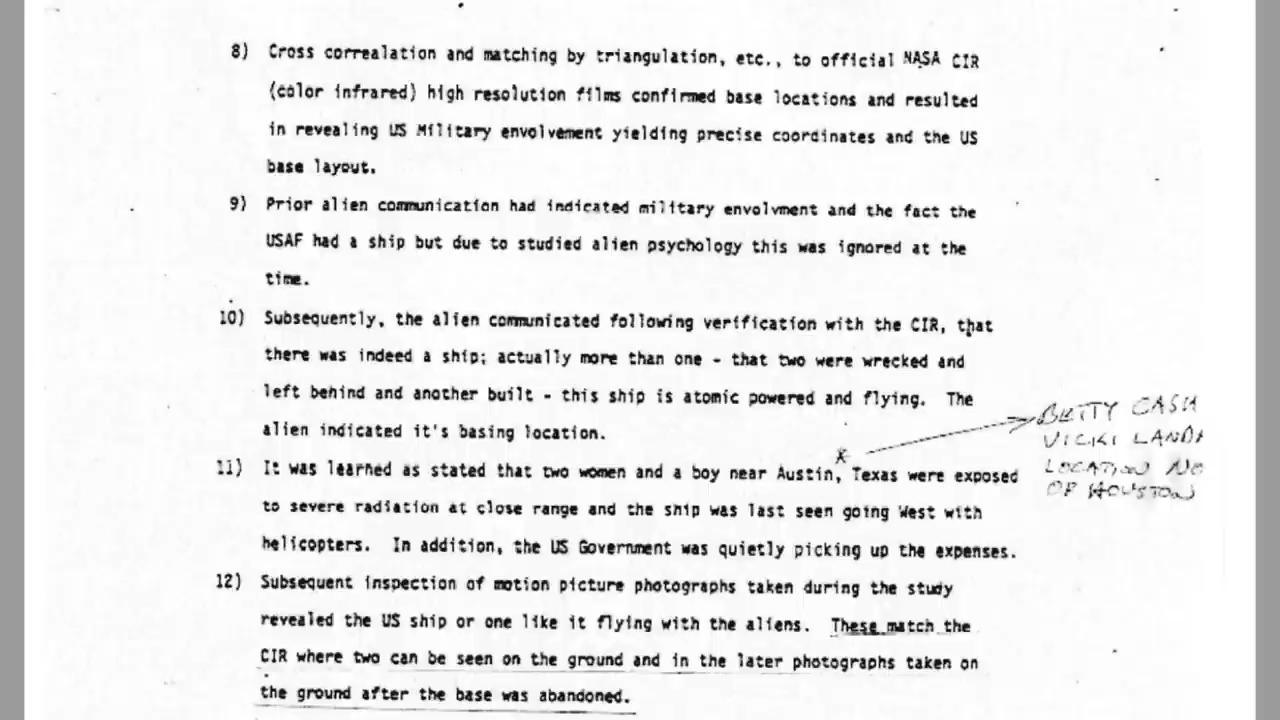 8) Cross correalation and matching by triangulation, etc., to official NASA CIR
(color infrared) high resolution films confirmed base locations and resulted
in revealing US Military envolvement yielding precise coordinates and the US
base layout.
9) Prior alien communication had indicated military envolvment and the fact the
USAF had a ship but due to studied alien psychology this was ignored at the
time.
10) Subsequently, the alien communicated following verification with the CIR, that
there was indeed a ship; actually more than one - that two were wrecked and
left behind and another built - this ship is atomic powered and flying. The
alien indicated it's basing location.
BETTY CASH
VICKI LAND
LOCATION NO
OF HOUSTON
11) It was learned as stated that two women and a boy near Austin,* Texas were exposed
to severe radiation at close range and the ship was last seen going West with
helicopters. In addition, the US Government was quietly picking up the expenses.
12) Subsequent inspection of motion picture photographs taken during the study
revealed the US ship or one like it flying with the aliens. These match the
CIR where two can be seen on the ground and in the later photographs taken on
the ground after the base was abandoned.